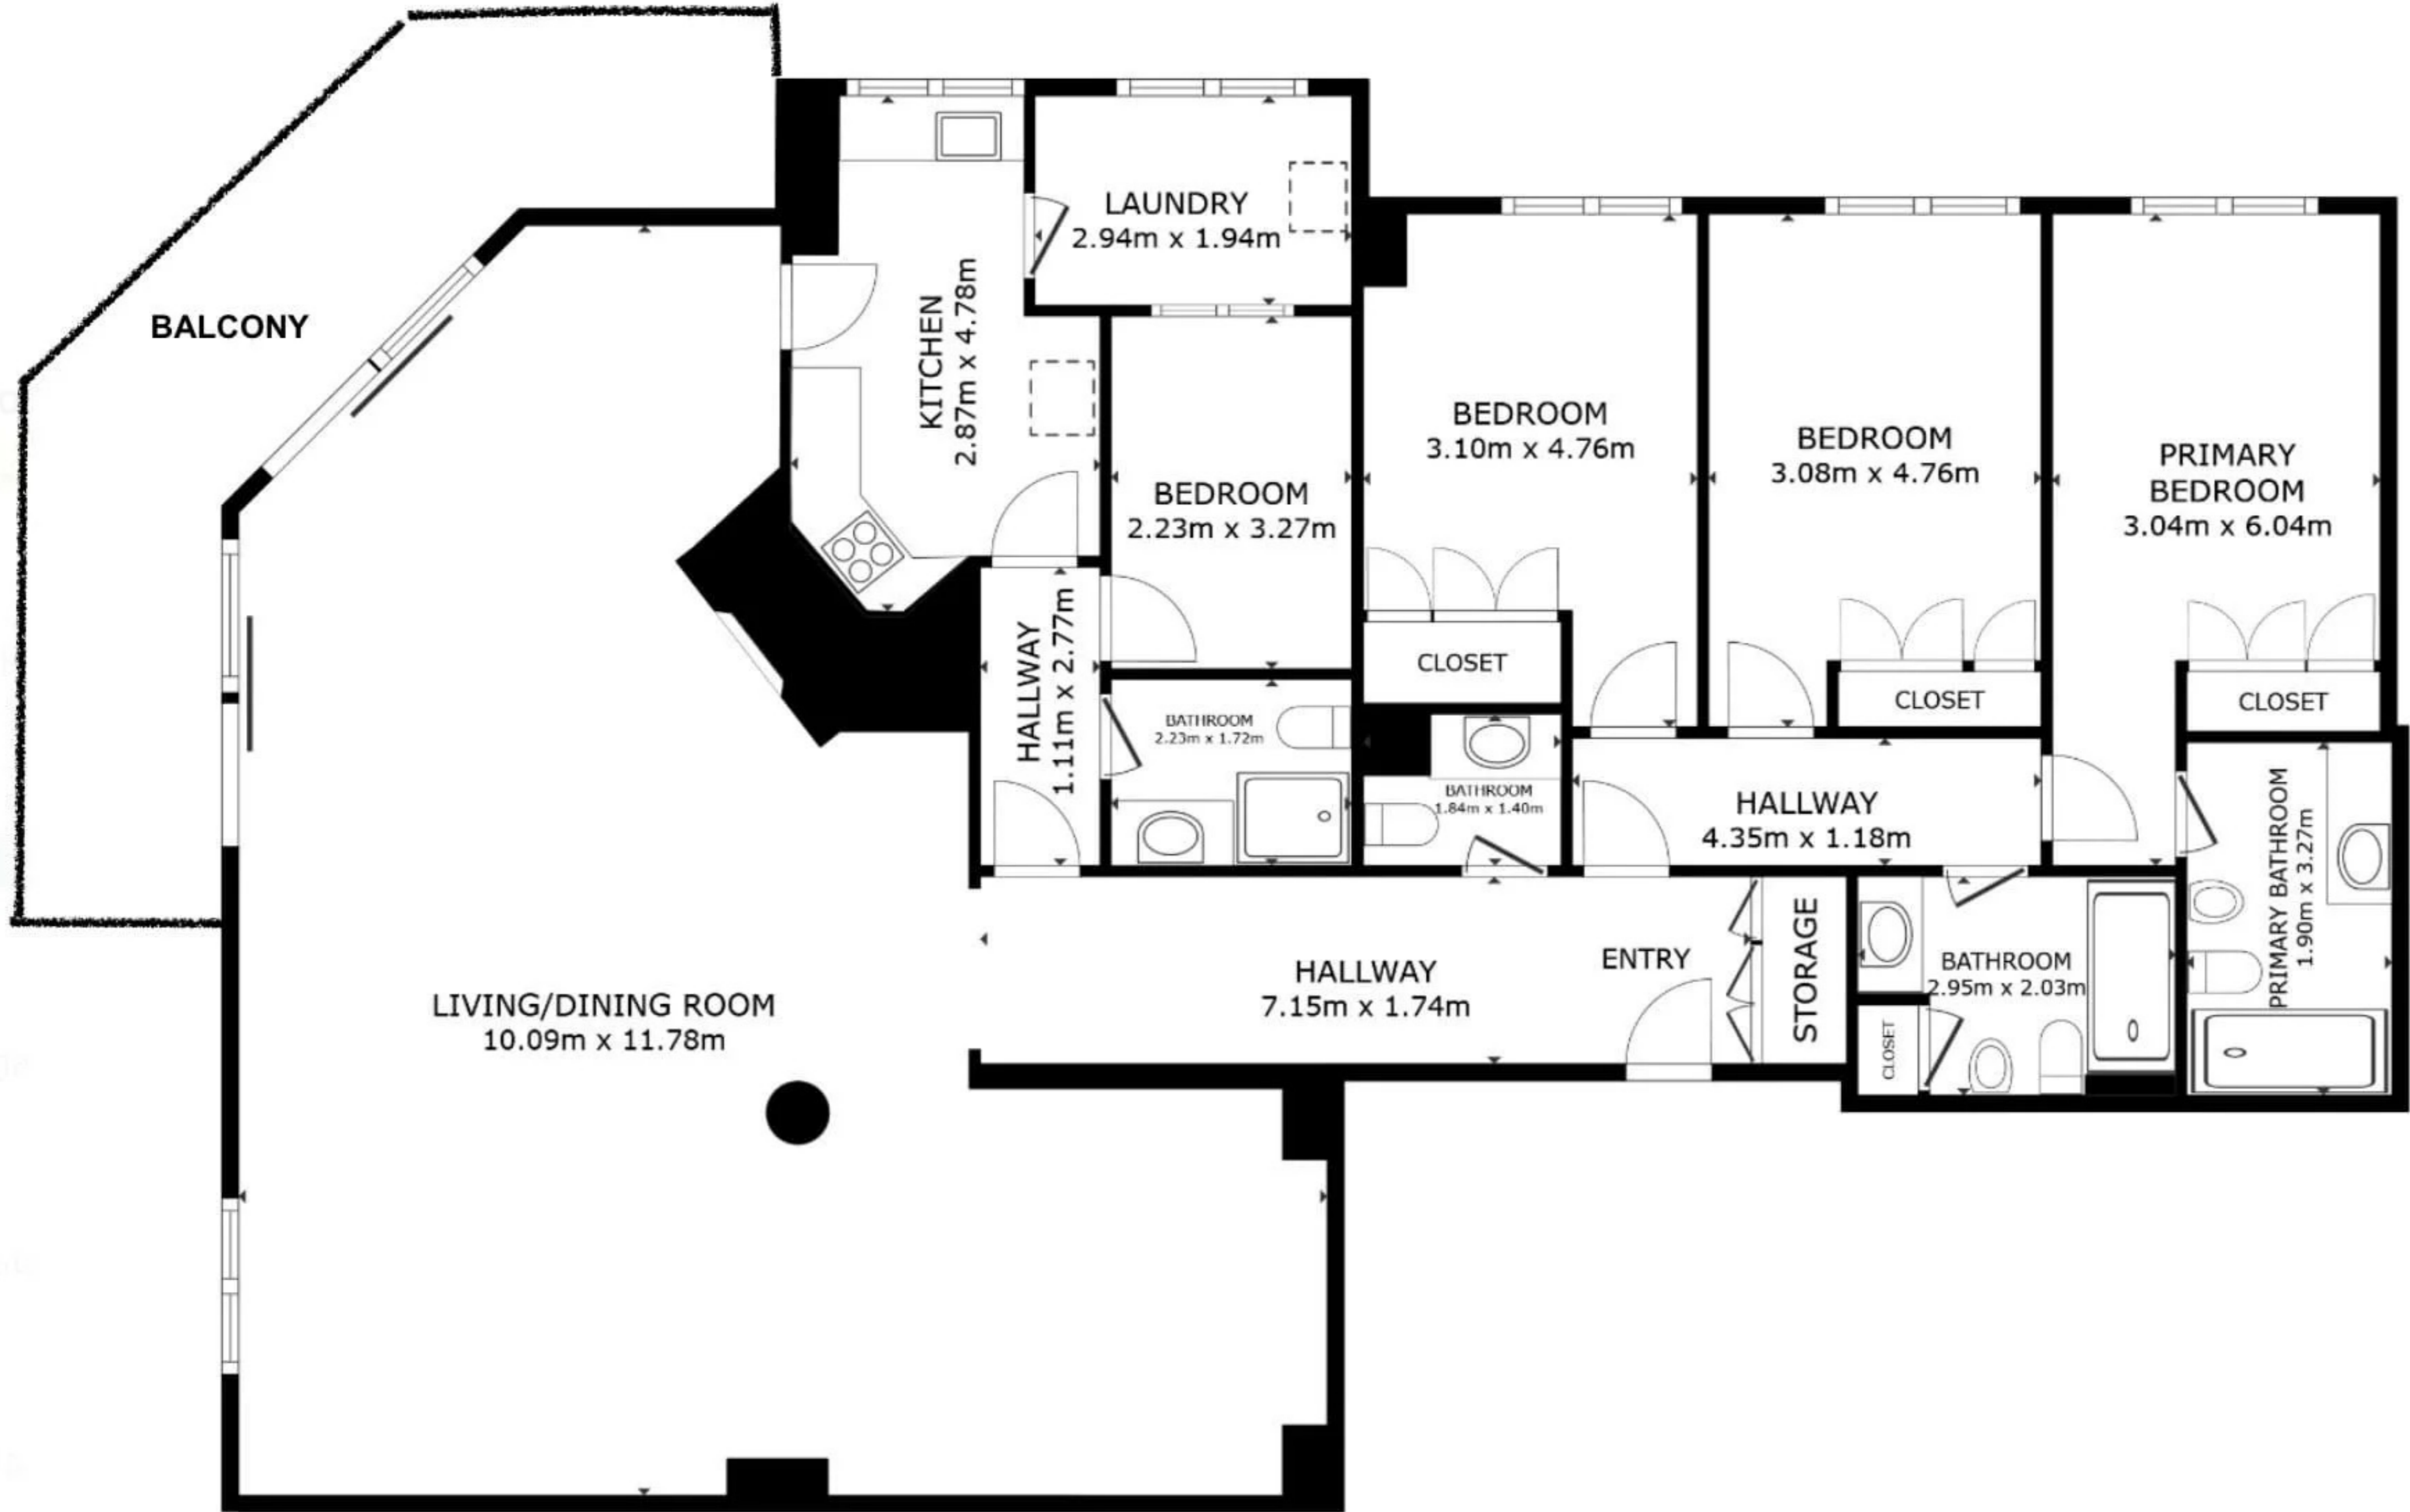 BALCONY
KITCHEN
2.87m x 4.78m
LAUNDRY
2.94m x 1.94m
BEDROOM
2.23m x 3.27m
BEDROOM
3.10m x 4.76m
BEDROOM
3.08m x 4.76m
PRIMARY
BEDROOM
3.04m x 6.04m
HALLWAY
1.11m x 2.77m
CLOSET
CLOSET
CLOSET
BATHROOM
2.23m x 1.72m
BATHROOM
1.84m x 1.40m
HALLWAY
4.35m x 1.18m
PRIMARY BATHROOM
1.90m x 3.27m
LIVING/DINING ROOM
10.09m x 11.78m
HALLWAY
7.15m x 1.74m
ENTRY
STORAGE
BATHROOM
2.95m x 2.03m
CLOSET